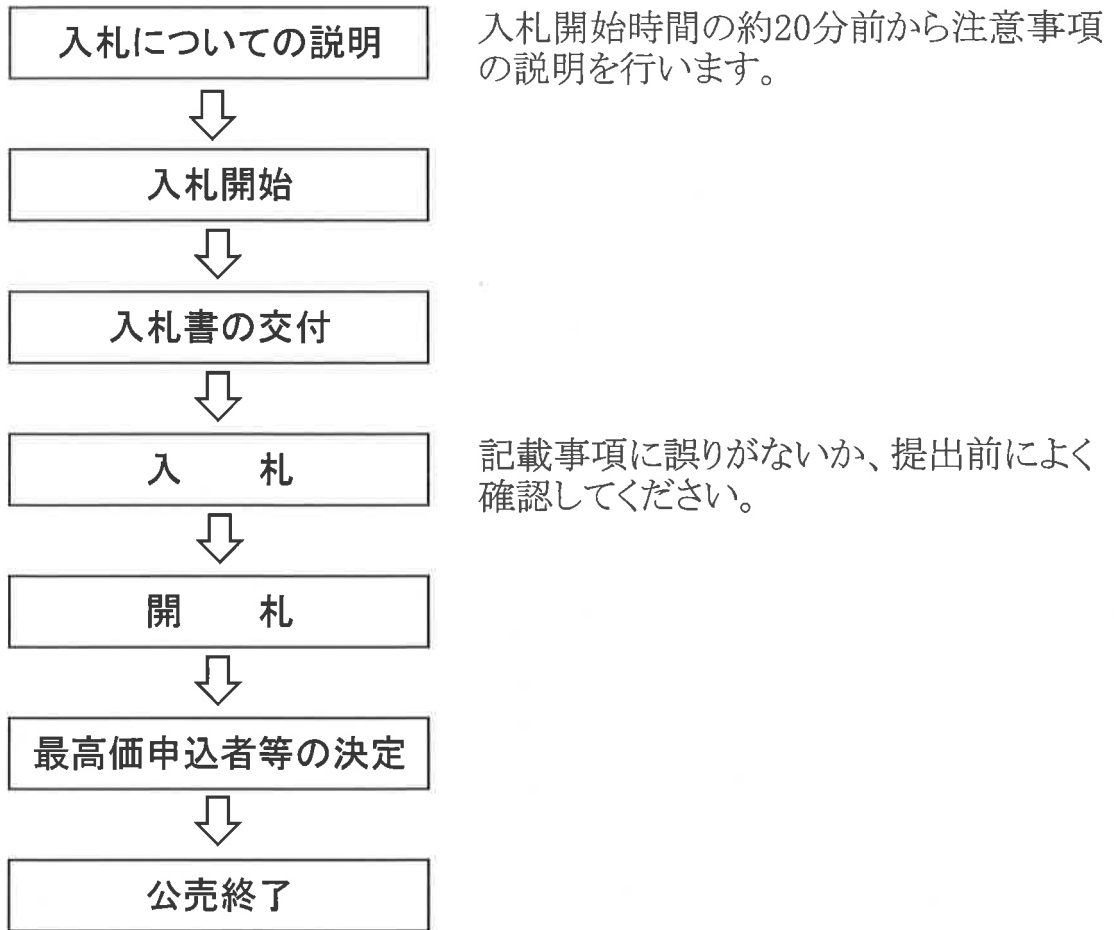 入札についての説明
入札開始時間の約20分前から注意事項
の説明を行います。
入札開始
入札書の交付
入　　札
記載事項に誤りがないか、提出前によく
確認してください。
開　　札
最高価申込者等の決定
公売終了